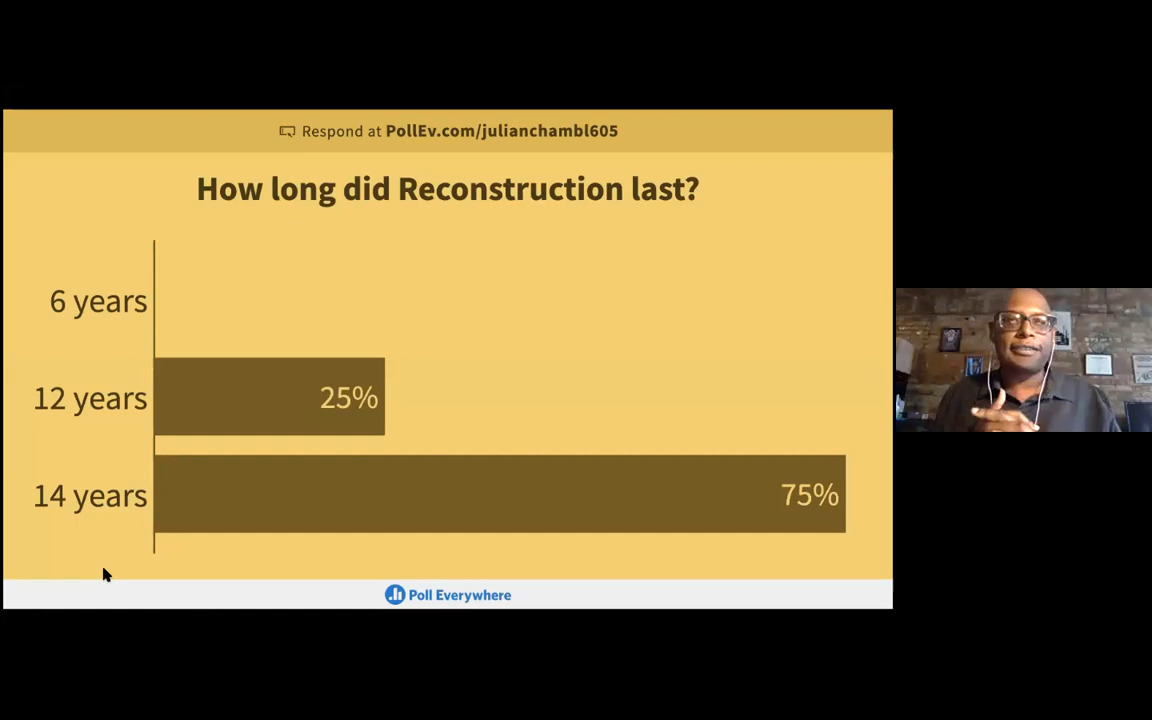 Respond at PollEv.com/julianchambl605
How long did Reconstruction last?
6 years
12 years
25%
14 years
75%
Poll Everywhere